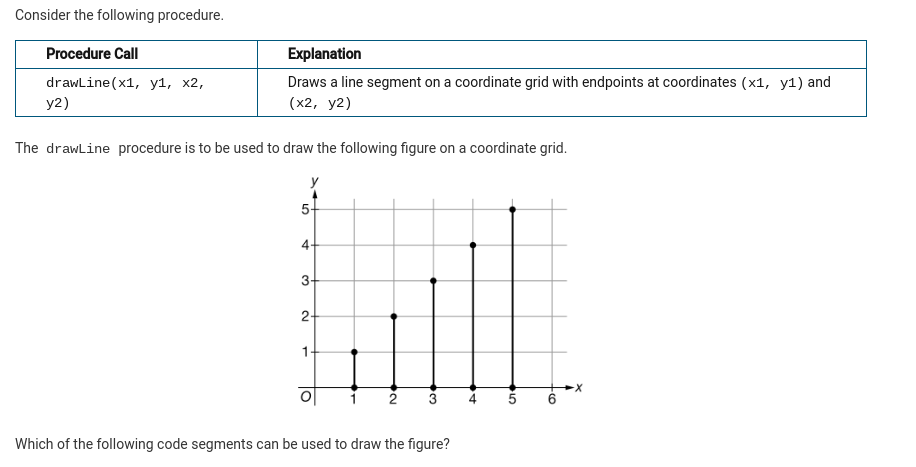 Consider the following procedure.
Procedure Call Explanation
drawLine(x1, y1, x2, Draws a line segment on a coordinate grid with endpoints at coordinates (x1, y1) and
y2) (x2, y2)
The drawLine procedure is to be used to draw the following figure on a coordinate grid.
y
5
4
3
2
1
O 1 2 3 4 5 6 x
Which of the following code segments can be used to draw the figure?